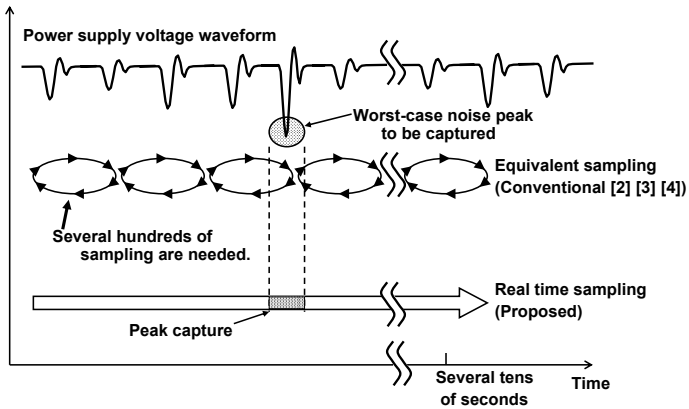 Power supply voltage waveform
Worst-case noise peak
to be captured
Equivalent sampling
(Conventional [2] [3] [4])
Several hundreds of
sampling are needed.
Real time sampling
(Proposed)
Peak capture
Several tens
of seconds
Time